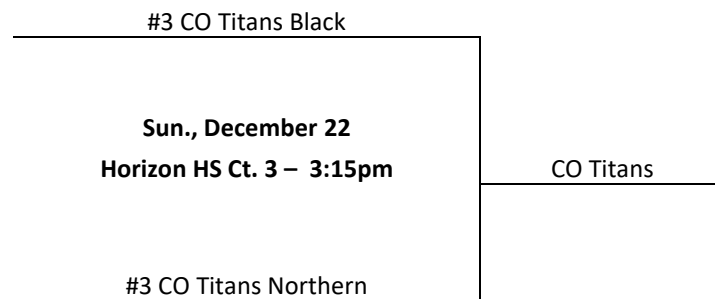 #3 CO Titans Black
Sun., December 22
Horizon HS Ct. 3 – 3:15pm
CO Titans
#3 CO Titans Northern